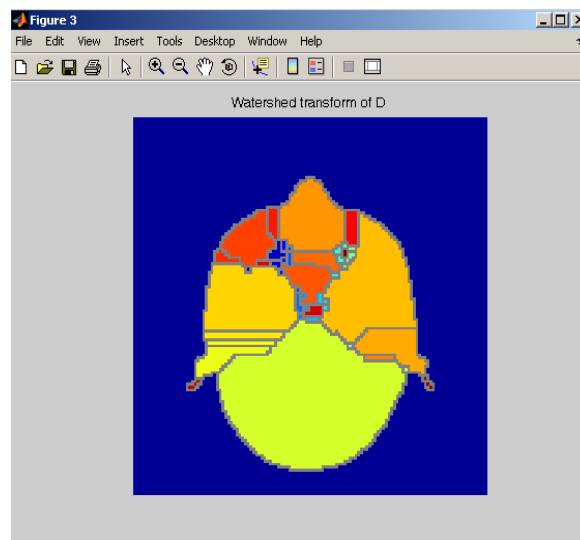 Figure 3
File Edit View Insert Tools Desktop Window Help
Watershed transform of D